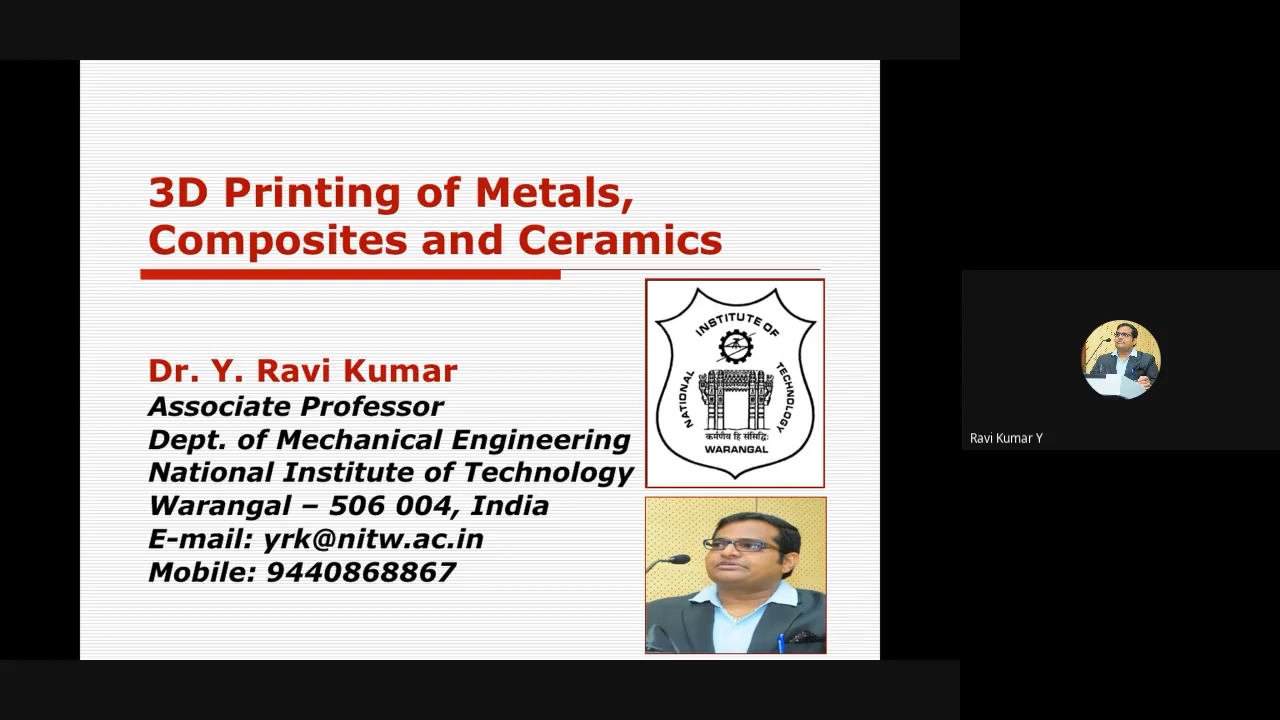 3D Printing of Metals,
Composites and Ceramics
Dr. Y. Ravi Kumar
Associate Professor
Dept. of Mechanical Engineering
National Institute of Technology
Warangal – 506 004, India
E-mail: yrk@nitw.ac.in
Mobile: 9440868867
NATIONAL INSTITUTE OF TECHNOLOGY
कर्मणैव हि संसिद्धिः
WARANGAL
Ravi Kumar Y